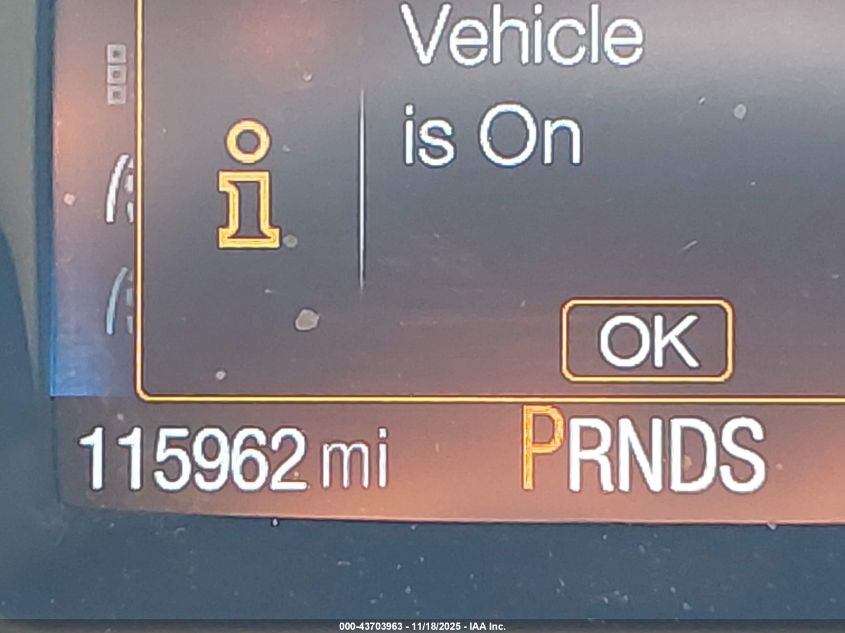 Vehicle
is On
OK
115962 mi
PRNDS
000-43703963 - 11/18/2025 - IAA Inc.